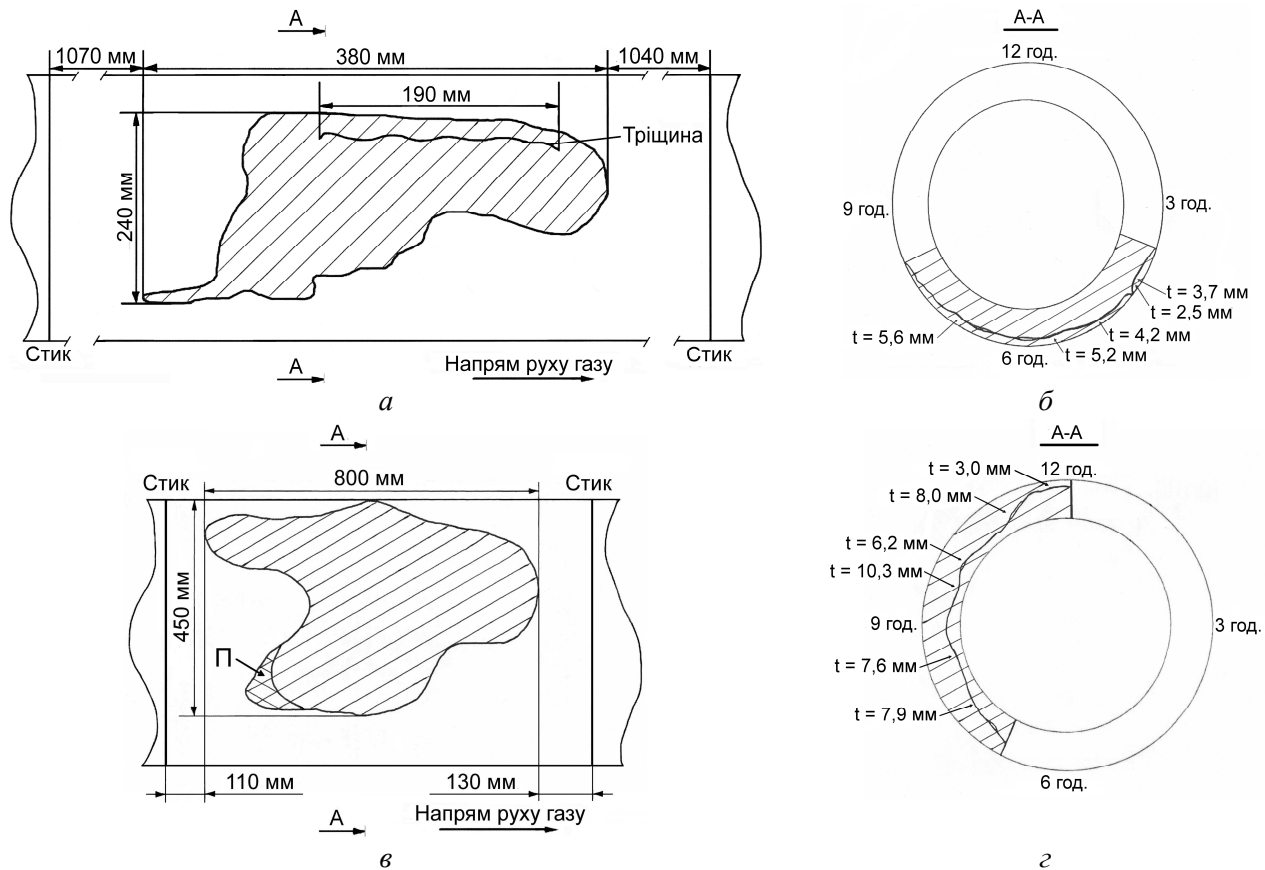 А
1070 мм
380 мм
1040 мм
190 мм
Тріщина
240 мм
Стик
Стик
А
Напрям руху газу
а
А-А
12 год.
9 год.
3 год.
t = 3,7 мм
t = 2,5 мм
t = 4,2 мм
t = 5,6 мм
t = 5,2 мм
6 год.
б
А
Стик
800 мм
Стик
450 мм
П
110 мм
130 мм
А
Напрям руху газу
в
А-А
t = 3,0 мм
12 год.
t = 8,0 мм
t = 6,2 мм
t = 10,3 мм
9 год.
3 год.
t = 7,6 мм
t = 7,9 мм
6 год.
г